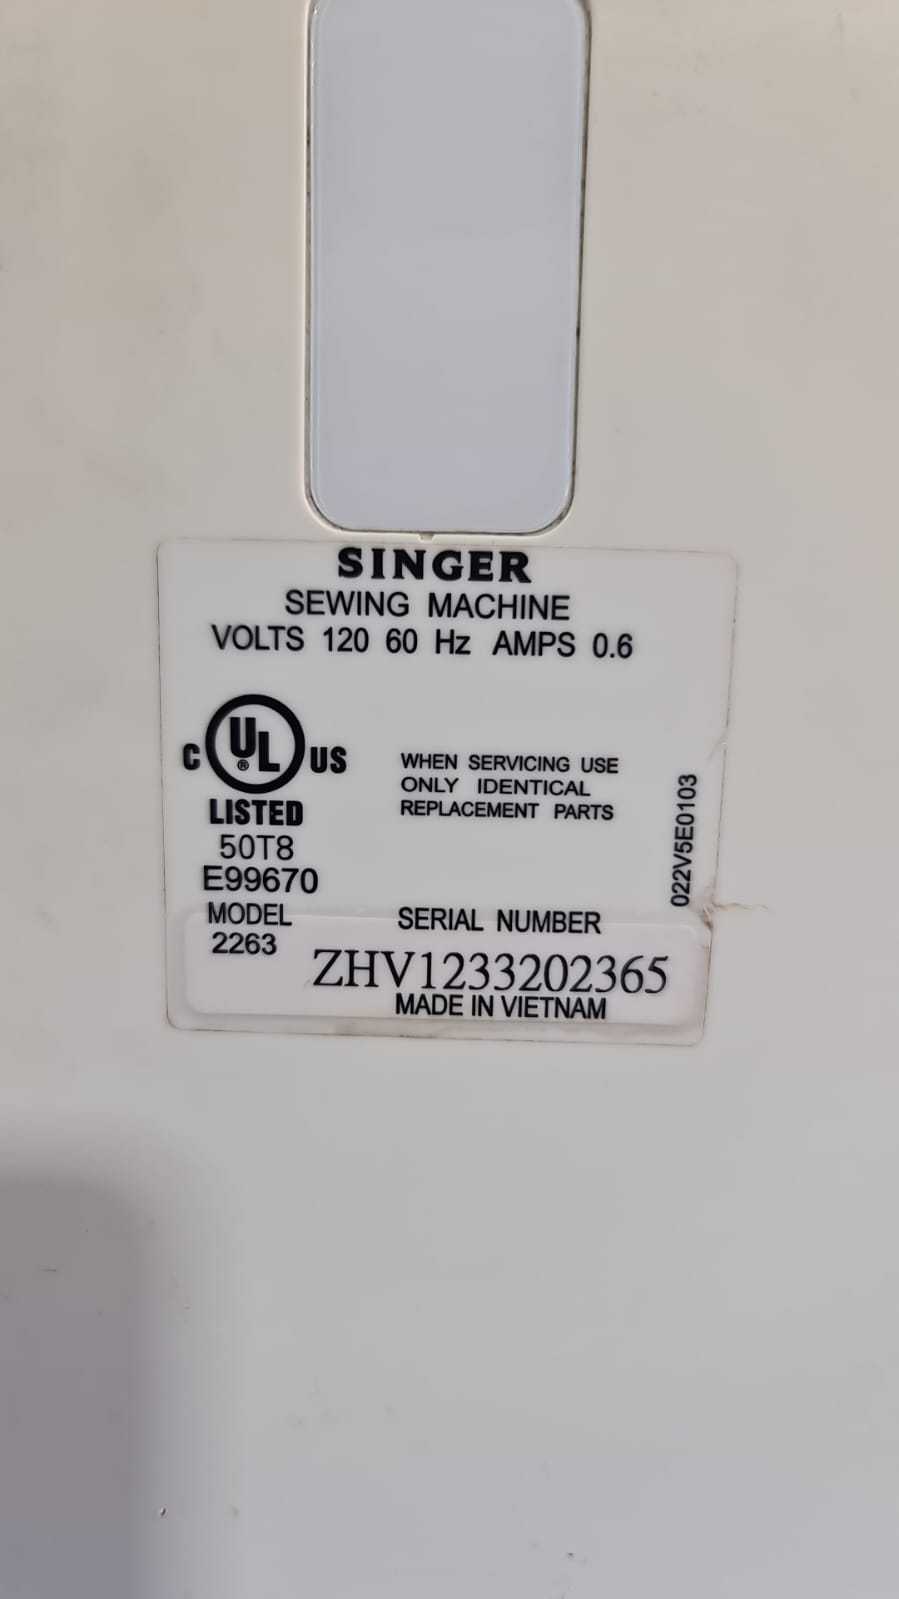 SINGER
SEWING MACHINE
VOLTS 120 60 Hz AMPS 0.6
C UL® US
LISTED
50T8
E99670
WHEN SERVICING USE
ONLY IDENTICAL
REPLACEMENT PARTS
022V5E0103
MODEL
2263
SERIAL NUMBER
ZHV1233202365
MADE IN VIETNAM